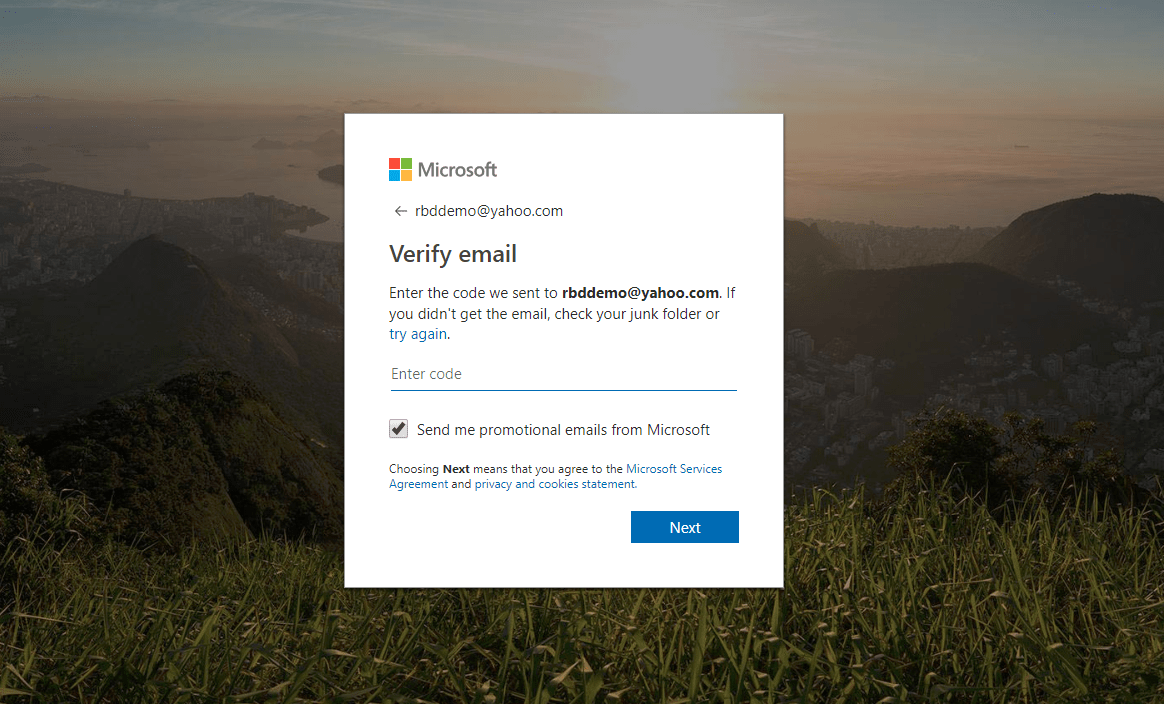 Microsoft
← rbddemo@yahoo.com
Verify email
Enter the code we sent to rbddemo@yahoo.com. If
you didn't get the email, check your junk folder or
try again.
Enter code
Send me promotional emails from Microsoft
Choosing Next means that you agree to the Microsoft Services
Agreement and privacy and cookies statement.
Next